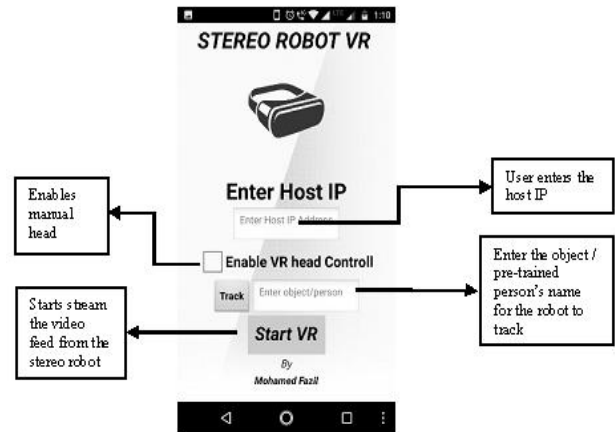 LTE 1:10
STEREO ROBOT VR
Enter Host IP
Enter Host IP Address
Enable VR head Controll
Track
Enter object/person
Start VR
By
Mohamed Fazil
Enables
manual
head
Starts stream
the video
feed from the
stereo robot
User enters the
host IP
Enter the object /
pre-trained
person's name
for the robot to
track